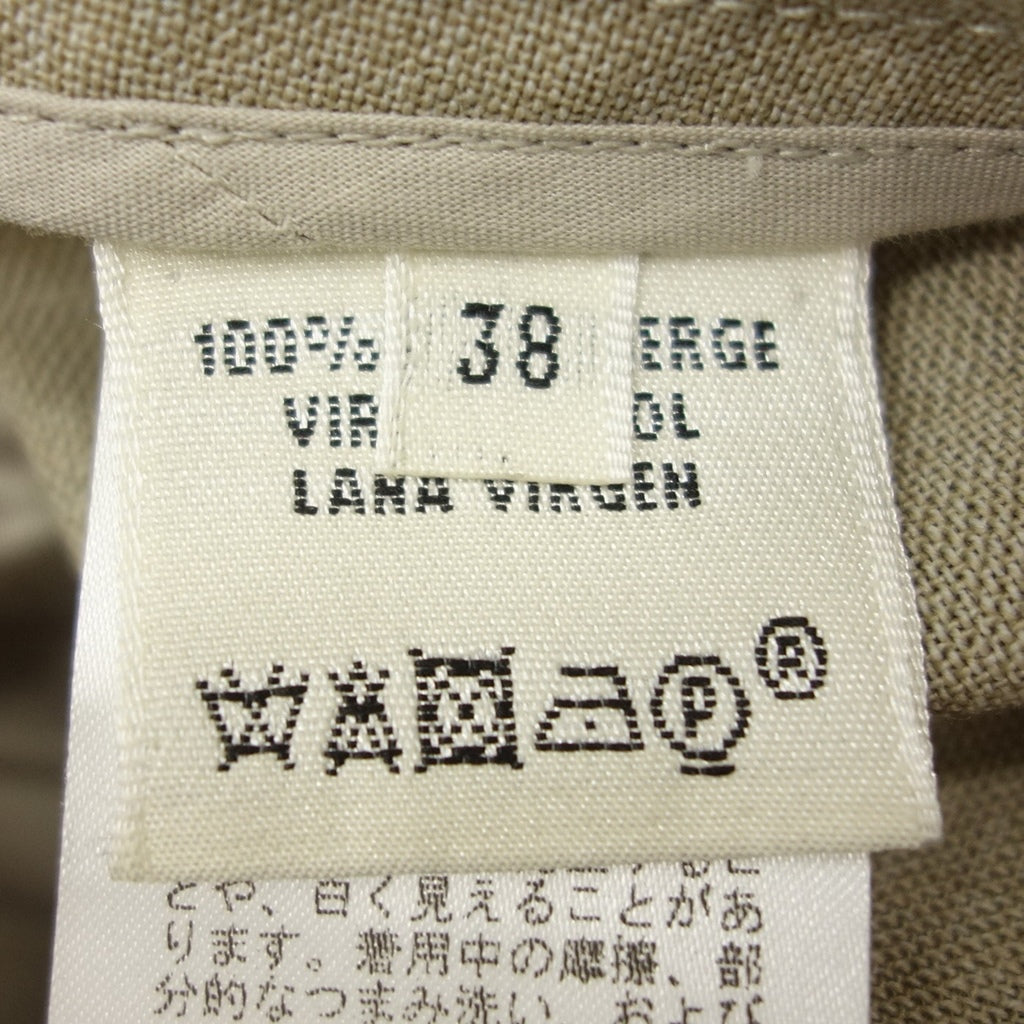 38
100% ERGE
VIR OL
LANA VIRGEN
P ®
とや、白く見えることがあ
ります。着用中の摩擦、部
分的なつまみ洗い、および